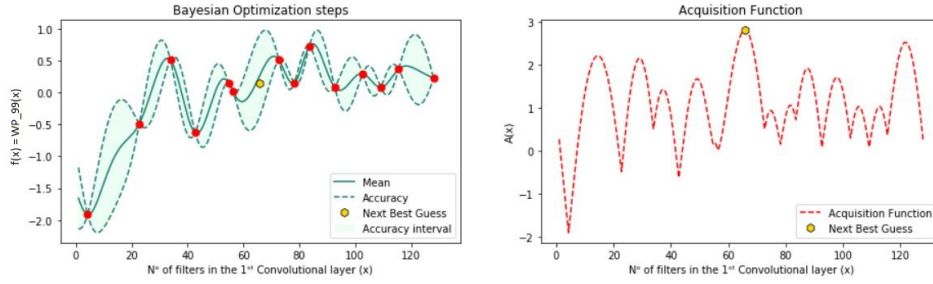 Bayesian Optimization steps
f(x) = WP_99(x)
1.0
0.5
0.0
−0.5
−1.0
−1.5
−2.0
Mean
Accuracy
Next Best Guess
Accuracy interval
0 20 40 60 80 100 120
Nº of filters in the 1ˢᵗ Convolutional layer (x)
Acquisition Function
A(x)
3
2
1
0
−1
−2
Acquisition Function
Next Best Guess
0 20 40 60 80 100 120
Nº of filters in the 1ˢᵗ Convolutional layer (x)